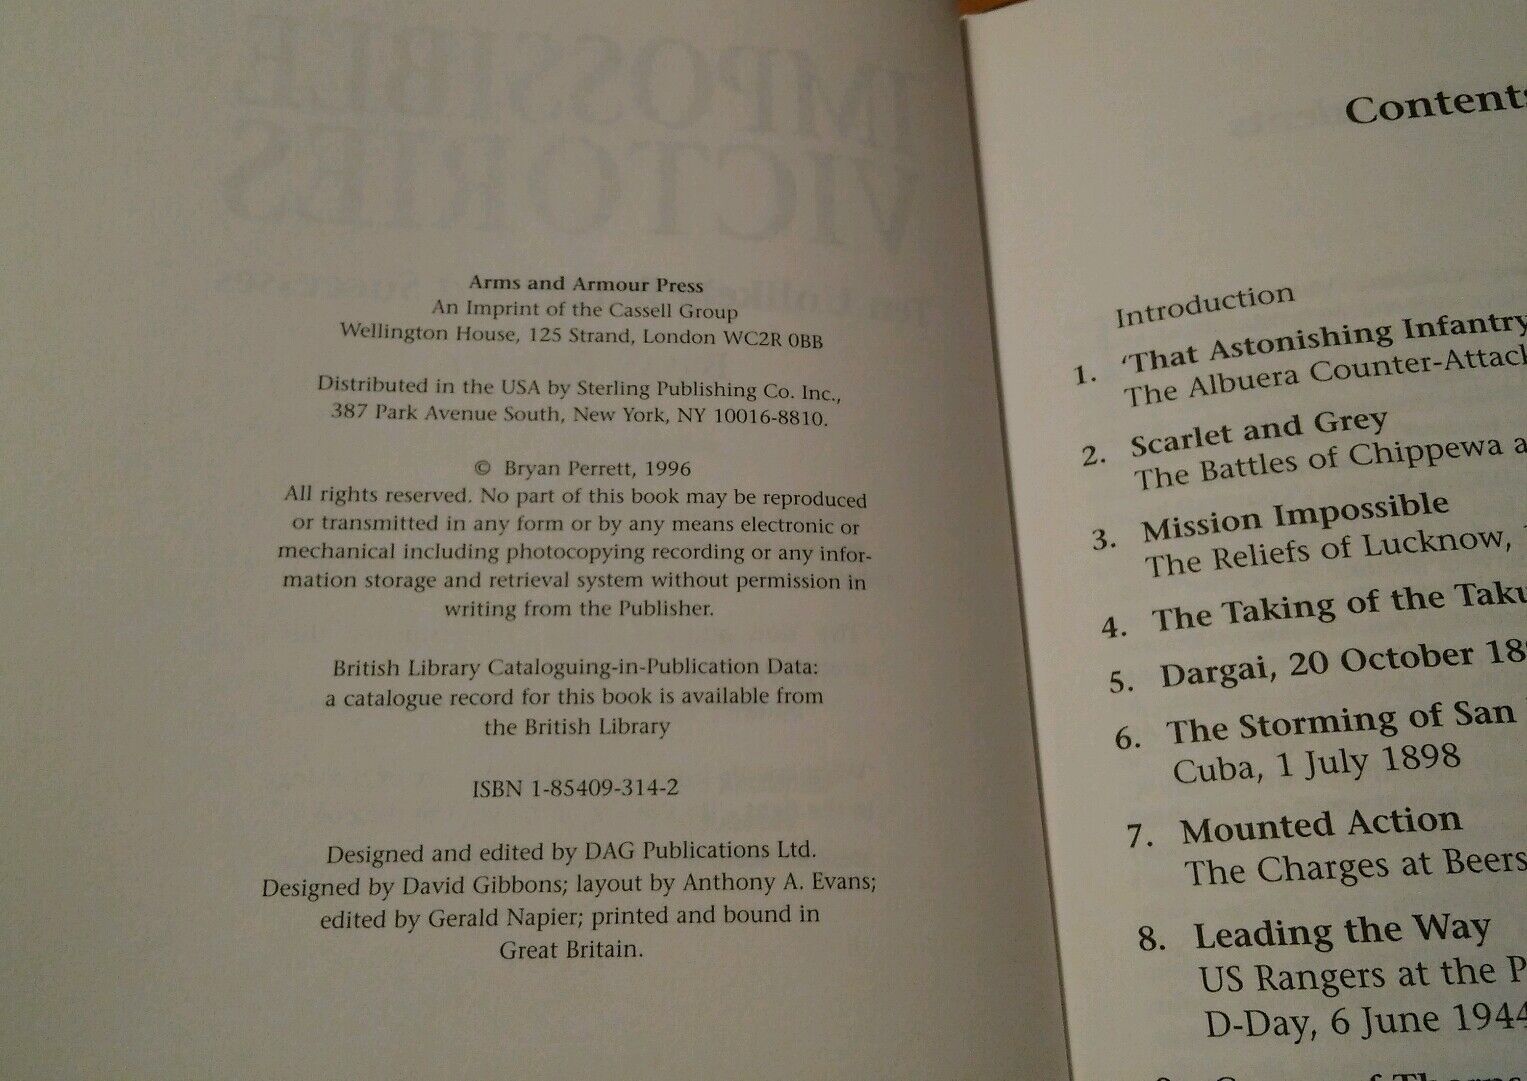 IMPOSSIBLE
VICTORIES
Arms and Armour Press
An Imprint of the Cassell Group
Wellington House, 125 Strand, London WC2R 0BB
Distributed in the USA by Sterling Publishing Co. Inc.,
387 Park Avenue South, New York, NY 10016-8810.
© Bryan Perrett, 1996
All rights reserved. No part of this book may be reproduced
or transmitted in any form or by any means electronic or
mechanical including photocopying recording or any infor-
mation storage and retrieval system without permission in
writing from the Publisher.
British Library Cataloguing-in-Publication Data:
a catalogue record for this book is available from
the British Library
ISBN 1-85409-314-2
Designed and edited by DAG Publications Ltd.
Designed by David Gibbons; layout by Anthony A. Evans;
edited by Gerald Napier; printed and bound in
Great Britain.
Contents
Introduction
1. ‘That Astonishing Infantry
The Albuera Counter-Attack
2. Scarlet and Grey
The Battles of Chippewa a
3. Mission Impossible
The Reliefs of Lucknow,
4. The Taking of the Taku
5. Dargai, 20 October 189
6. The Storming of San
Cuba, 1 July 1898
7. Mounted Action
The Charges at Beers
8. Leading the Way
US Rangers at the P
D-Day, 6 June 1944